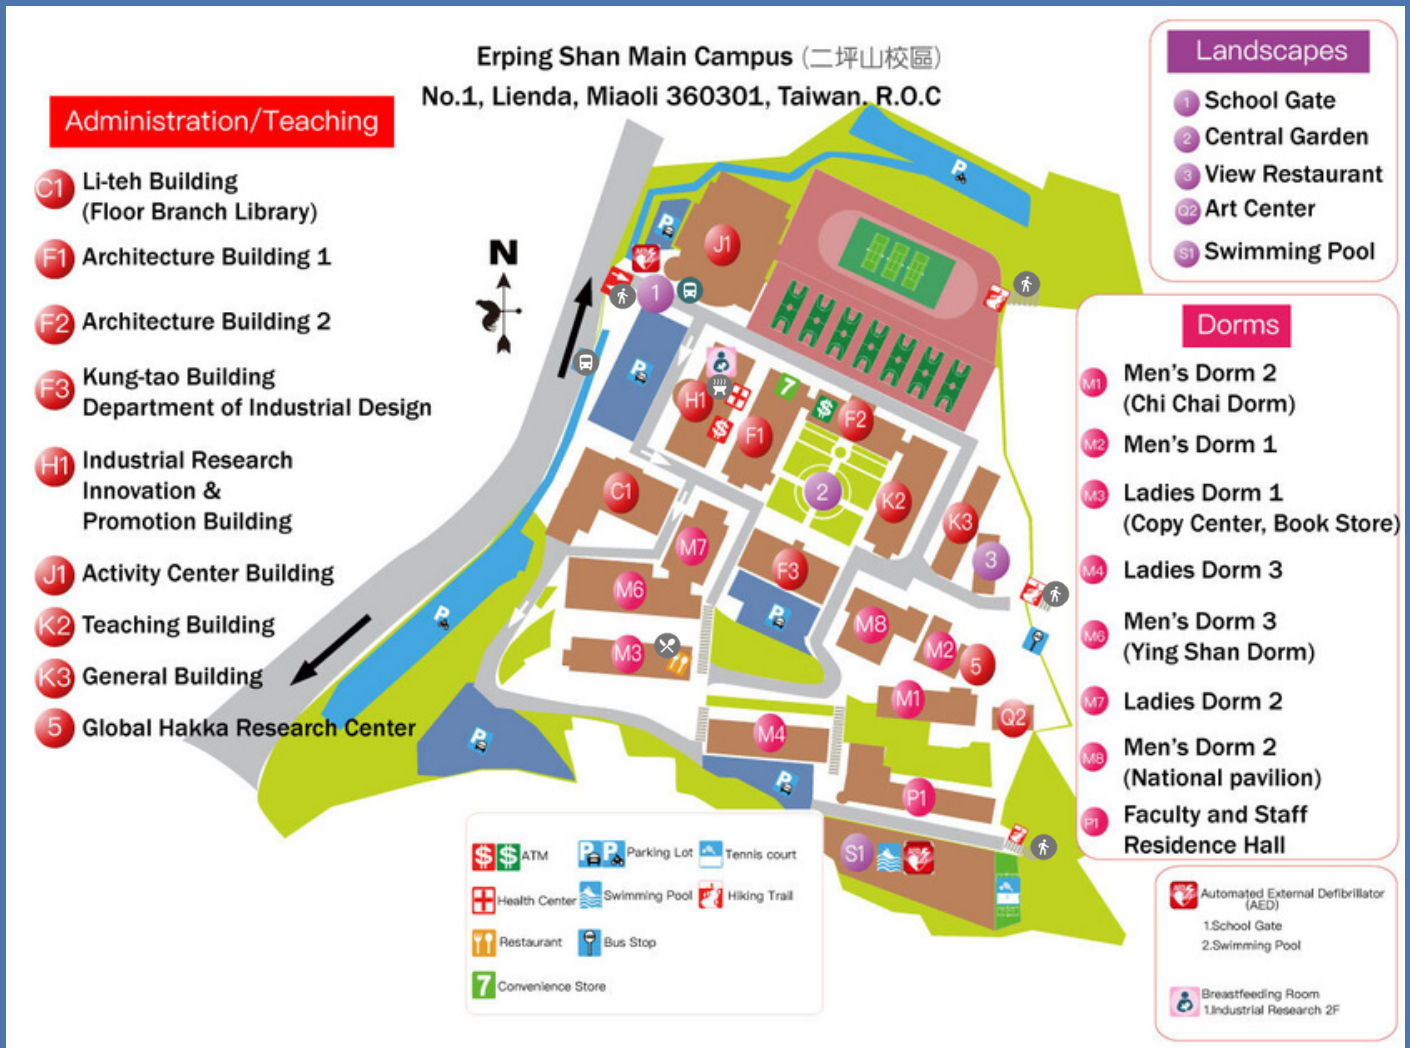 Erping Shan Main Campus (二坪山校區)
No.1, Lienda, Miaoli 360301, Taiwan. R.O.C
Administration/Teaching
C1 Li-teh Building
(Floor Branch Library)
F1 Architecture Building 1
F2 Architecture Building 2
F3 Kung-tao Building
Department of Industrial Design
H1 Industrial Research
Innovation &
Promotion Building
J1 Activity Center Building
K2 Teaching Building
K3 General Building
5 Global Hakka Research Center
Landscapes
1 School Gate
2 Central Garden
3 View Restaurant
Q2 Art Center
S1 Swimming Pool
Dorms
M1 Men's Dorm 2
(Chi Chai Dorm)
M2 Men's Dorm 1
M3 Ladies Dorm 1
(Copy Center, Book Store)
M4 Ladies Dorm 3
M6 Men's Dorm 3
(Ying Shan Dorm)
M7 Ladies Dorm 2
M8 Men's Dorm 2
(National pavilion)
P1 Faculty and Staff
Residence Hall
N
P
P
J1
AED
1
P
H1
7
$
F2
$
F1
C1
2
K2
K3
M7
3
F3
M6
P
P
M8
M3
M2
5
M1
Q2
P
M4
P
P1
S1
AED
$ $ ATM
P P Parking Lot
Tennis court
Health Center
Swimming Pool
Hiking Trail
Restaurant
Bus Stop
7 Convenience Store
AED Automated External Defibrillator
(AED)
1.School Gate
2.Swimming Pool
Breastfeeding Room
1.Industrial Research 2F